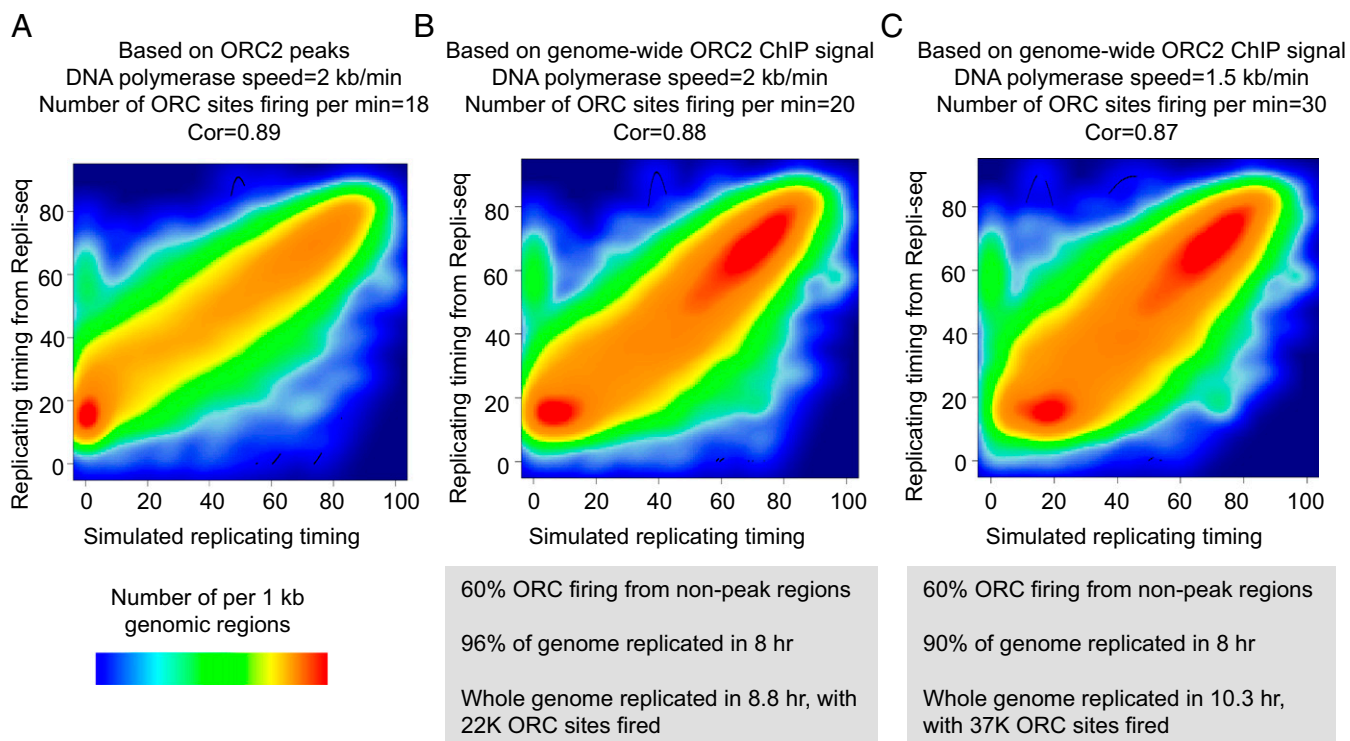 A
Based on ORC2 peaks
DNA polymerase speed=2 kb/min
Number of ORC sites firing per min=18
Cor=0.89
Replicating timing from Repli-seq
80
60
40
20
0
0 20 40 60 80 100
Simulated replicating timing
Number of per 1 kb
genomic regions
B
Based on genome-wide ORC2 ChIP signal
DNA polymerase speed=2 kb/min
Number of ORC sites firing per min=20
Cor=0.88
Replicating timing from Repli-seq
80
60
40
20
0
0 20 40 60 80 100
Simulated replicating timing
60% ORC firing from non-peak regions
96% of genome replicated in 8 hr
Whole genome replicated in 8.8 hr, with
22K ORC sites fired
C
Based on genome-wide ORC2 ChIP signal
DNA polymerase speed=1.5 kb/min
Number of ORC sites firing per min=30
Cor=0.87
Replicating timing from Repli-seq
80
60
40
20
0
0 20 40 60 80 100
Simulated replicating timing
60% ORC firing from non-peak regions
90% of genome replicated in 8 hr
Whole genome replicated in 10.3 hr,
with 37K ORC sites fired